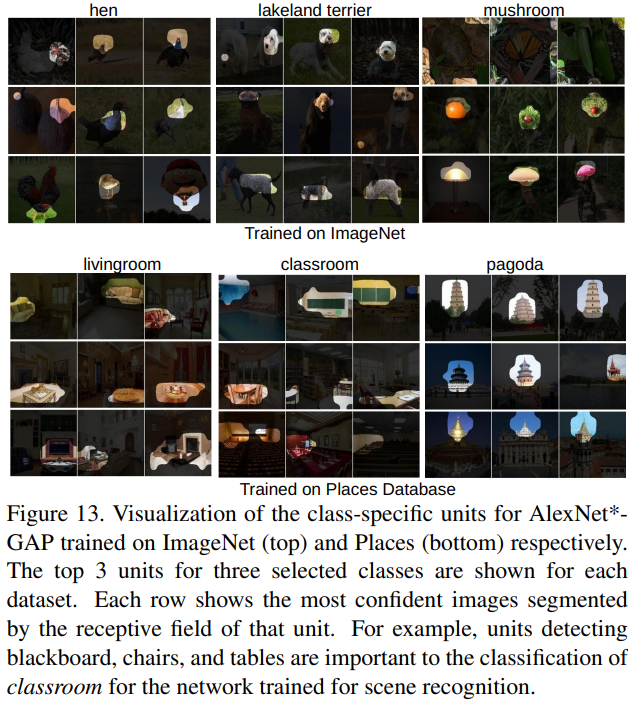 hen lakeland terrier mushroom
Trained on ImageNet
livingroom classroom pagoda
Trained on Places Database
Figure 13. Visualization of the class-specific units for AlexNet*-
GAP trained on ImageNet (top) and Places (bottom) respectively.
The top 3 units for three selected classes are shown for each
dataset. Each row shows the most confident images segmented
by the receptive field of that unit. For example, units detecting
blackboard, chairs, and tables are important to the classification of
classroom for the network trained for scene recognition.